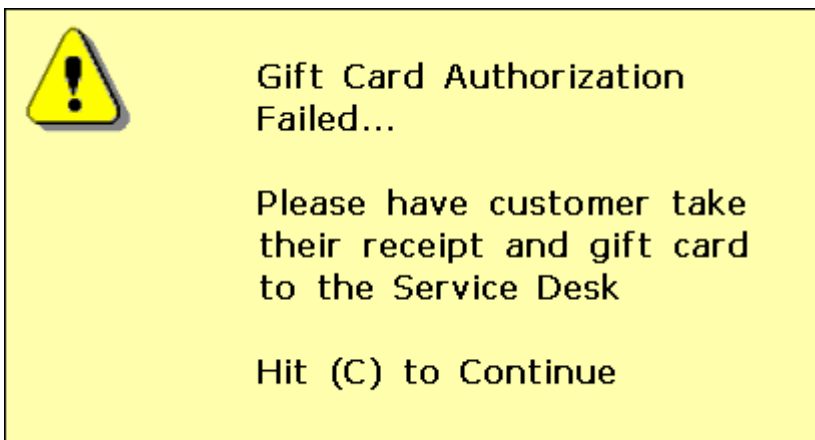 Gift Card Authorization
Failed...
Please have customer take
their receipt and gift card
to the Service Desk
Hit (C) to Continue